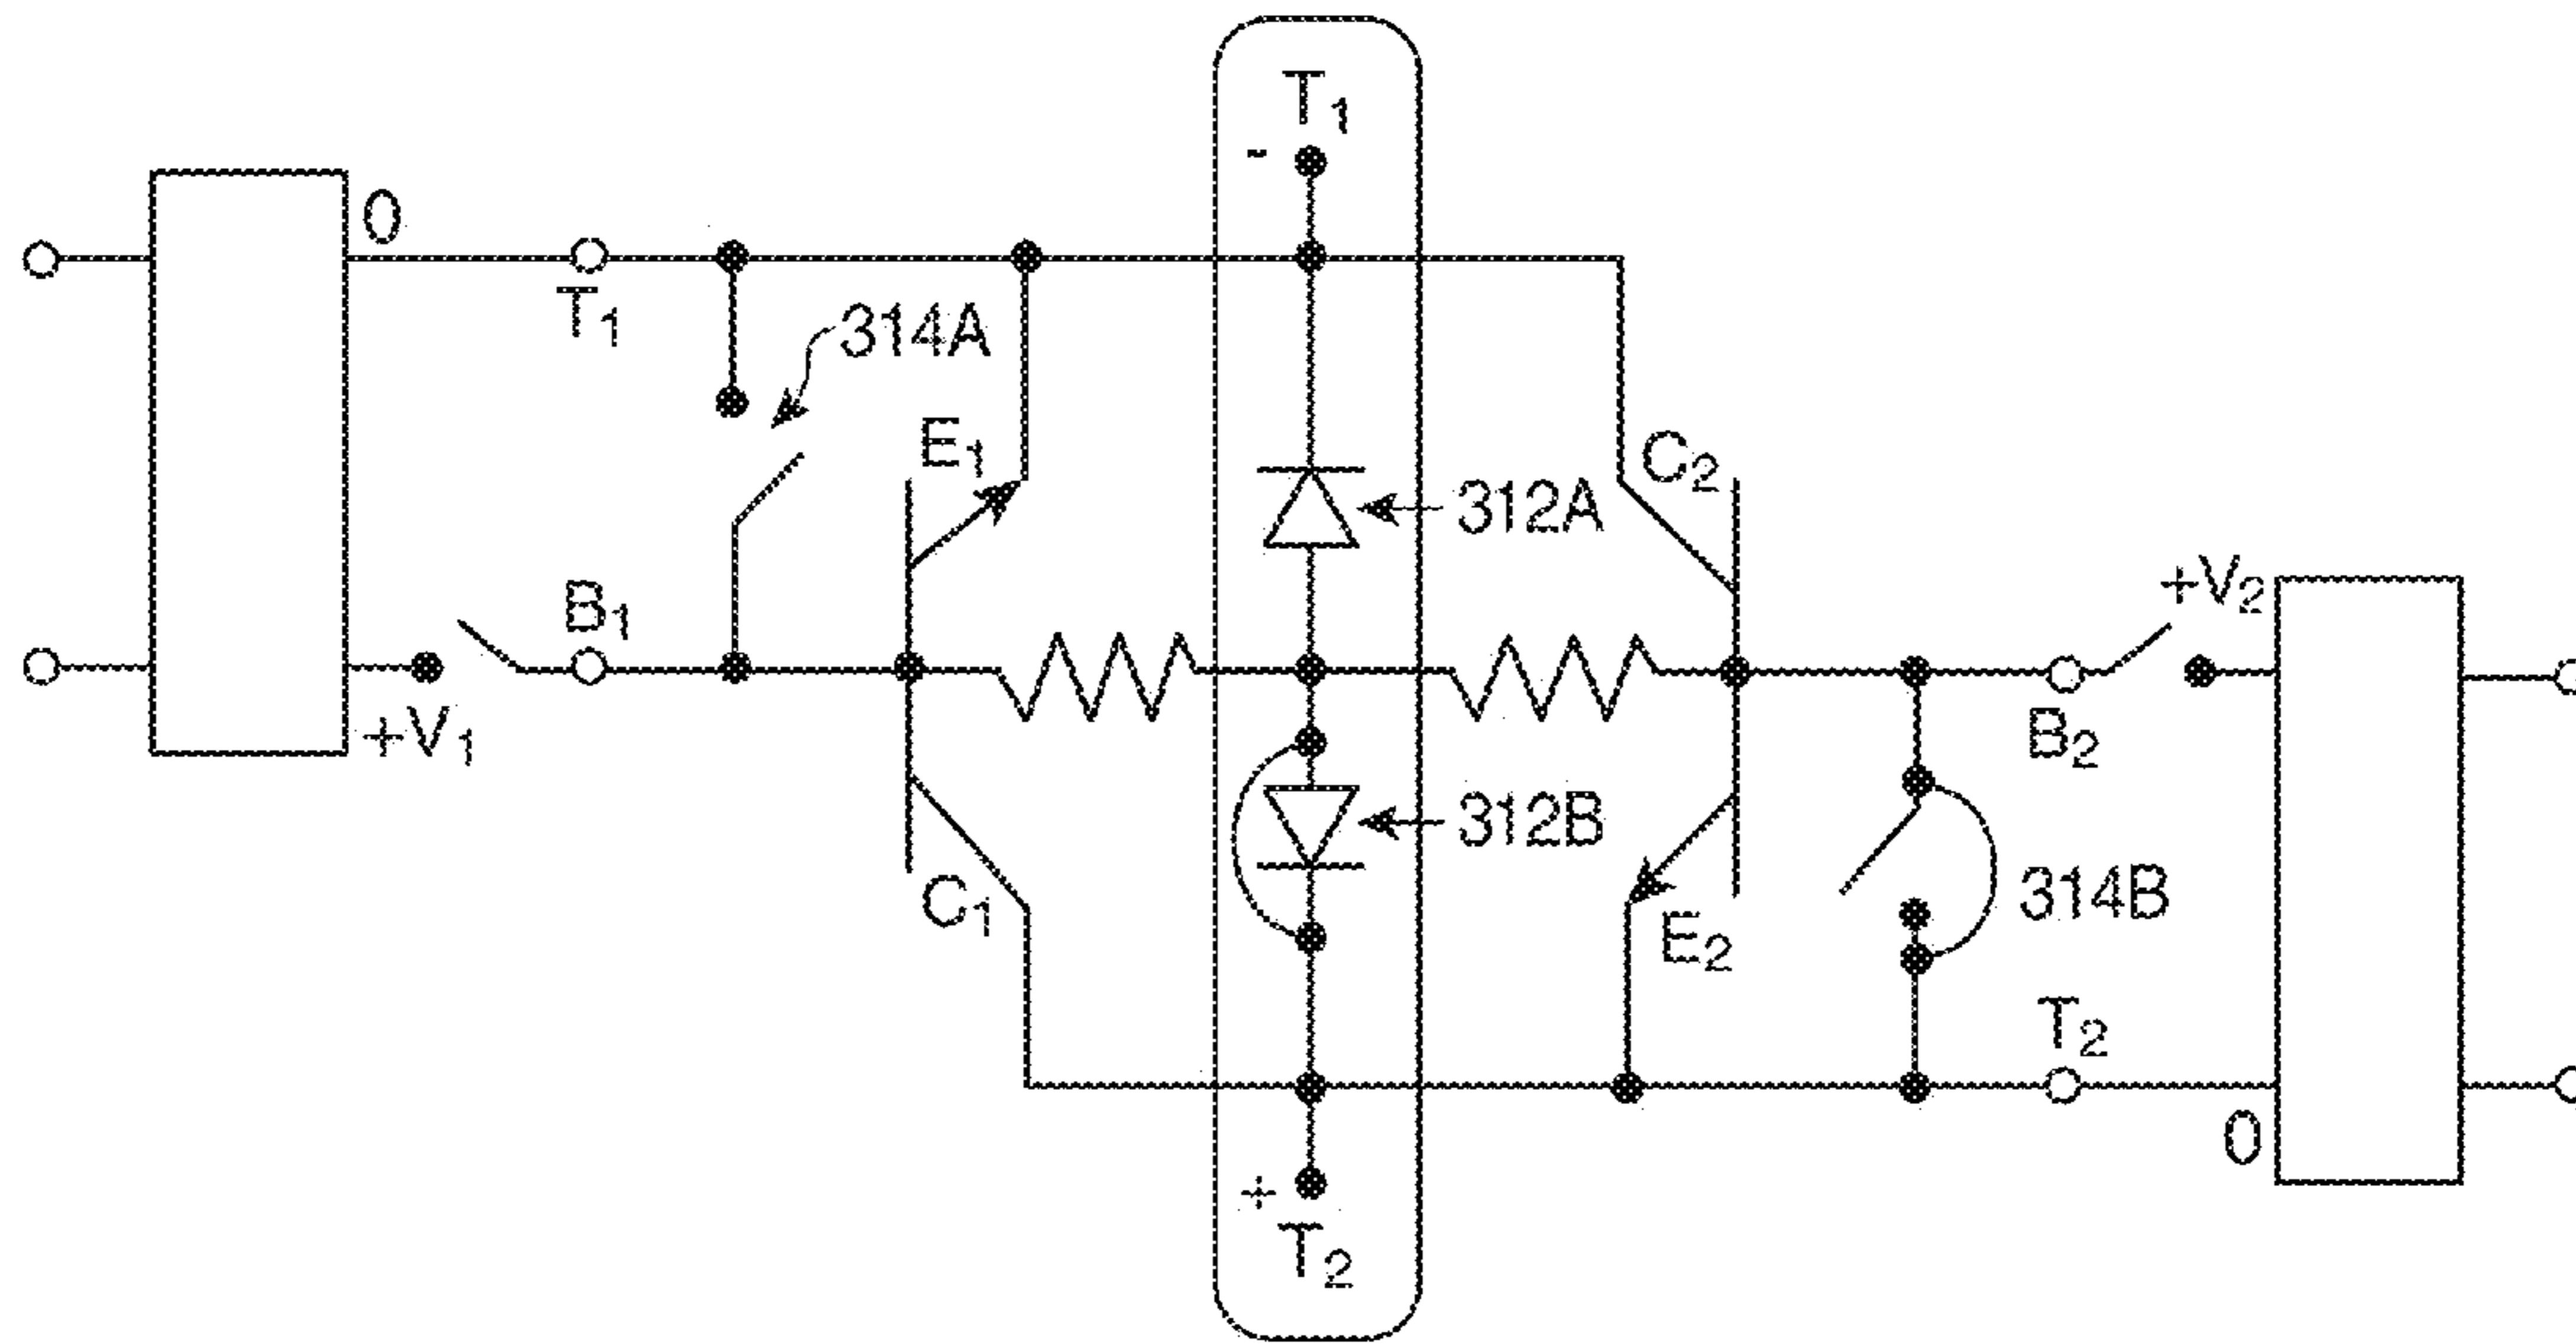 T₁
-
0
T₁
314A
E₁
C₂
312A
B₁
+V₂
+V₁
B₂
312B
C₁
E₂
314B
T₂
0
+
T₂